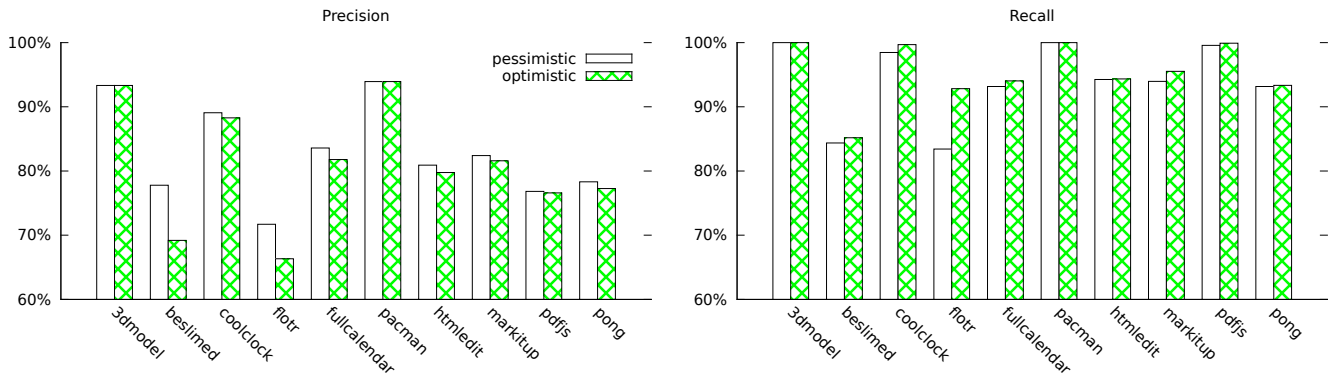 Precision
100%
90%
80%
70%
60%
pessimistic
optimistic
3dmodel
beslimed
coolclock
flotr
fullcalendar
pacman
htmledit
markitup
pdfjs
pong
Recall
100%
90%
80%
70%
60%
3dmodel
beslimed
coolclock
flotr
fullcalendar
pacman
htmledit
markitup
pdfjs
pong